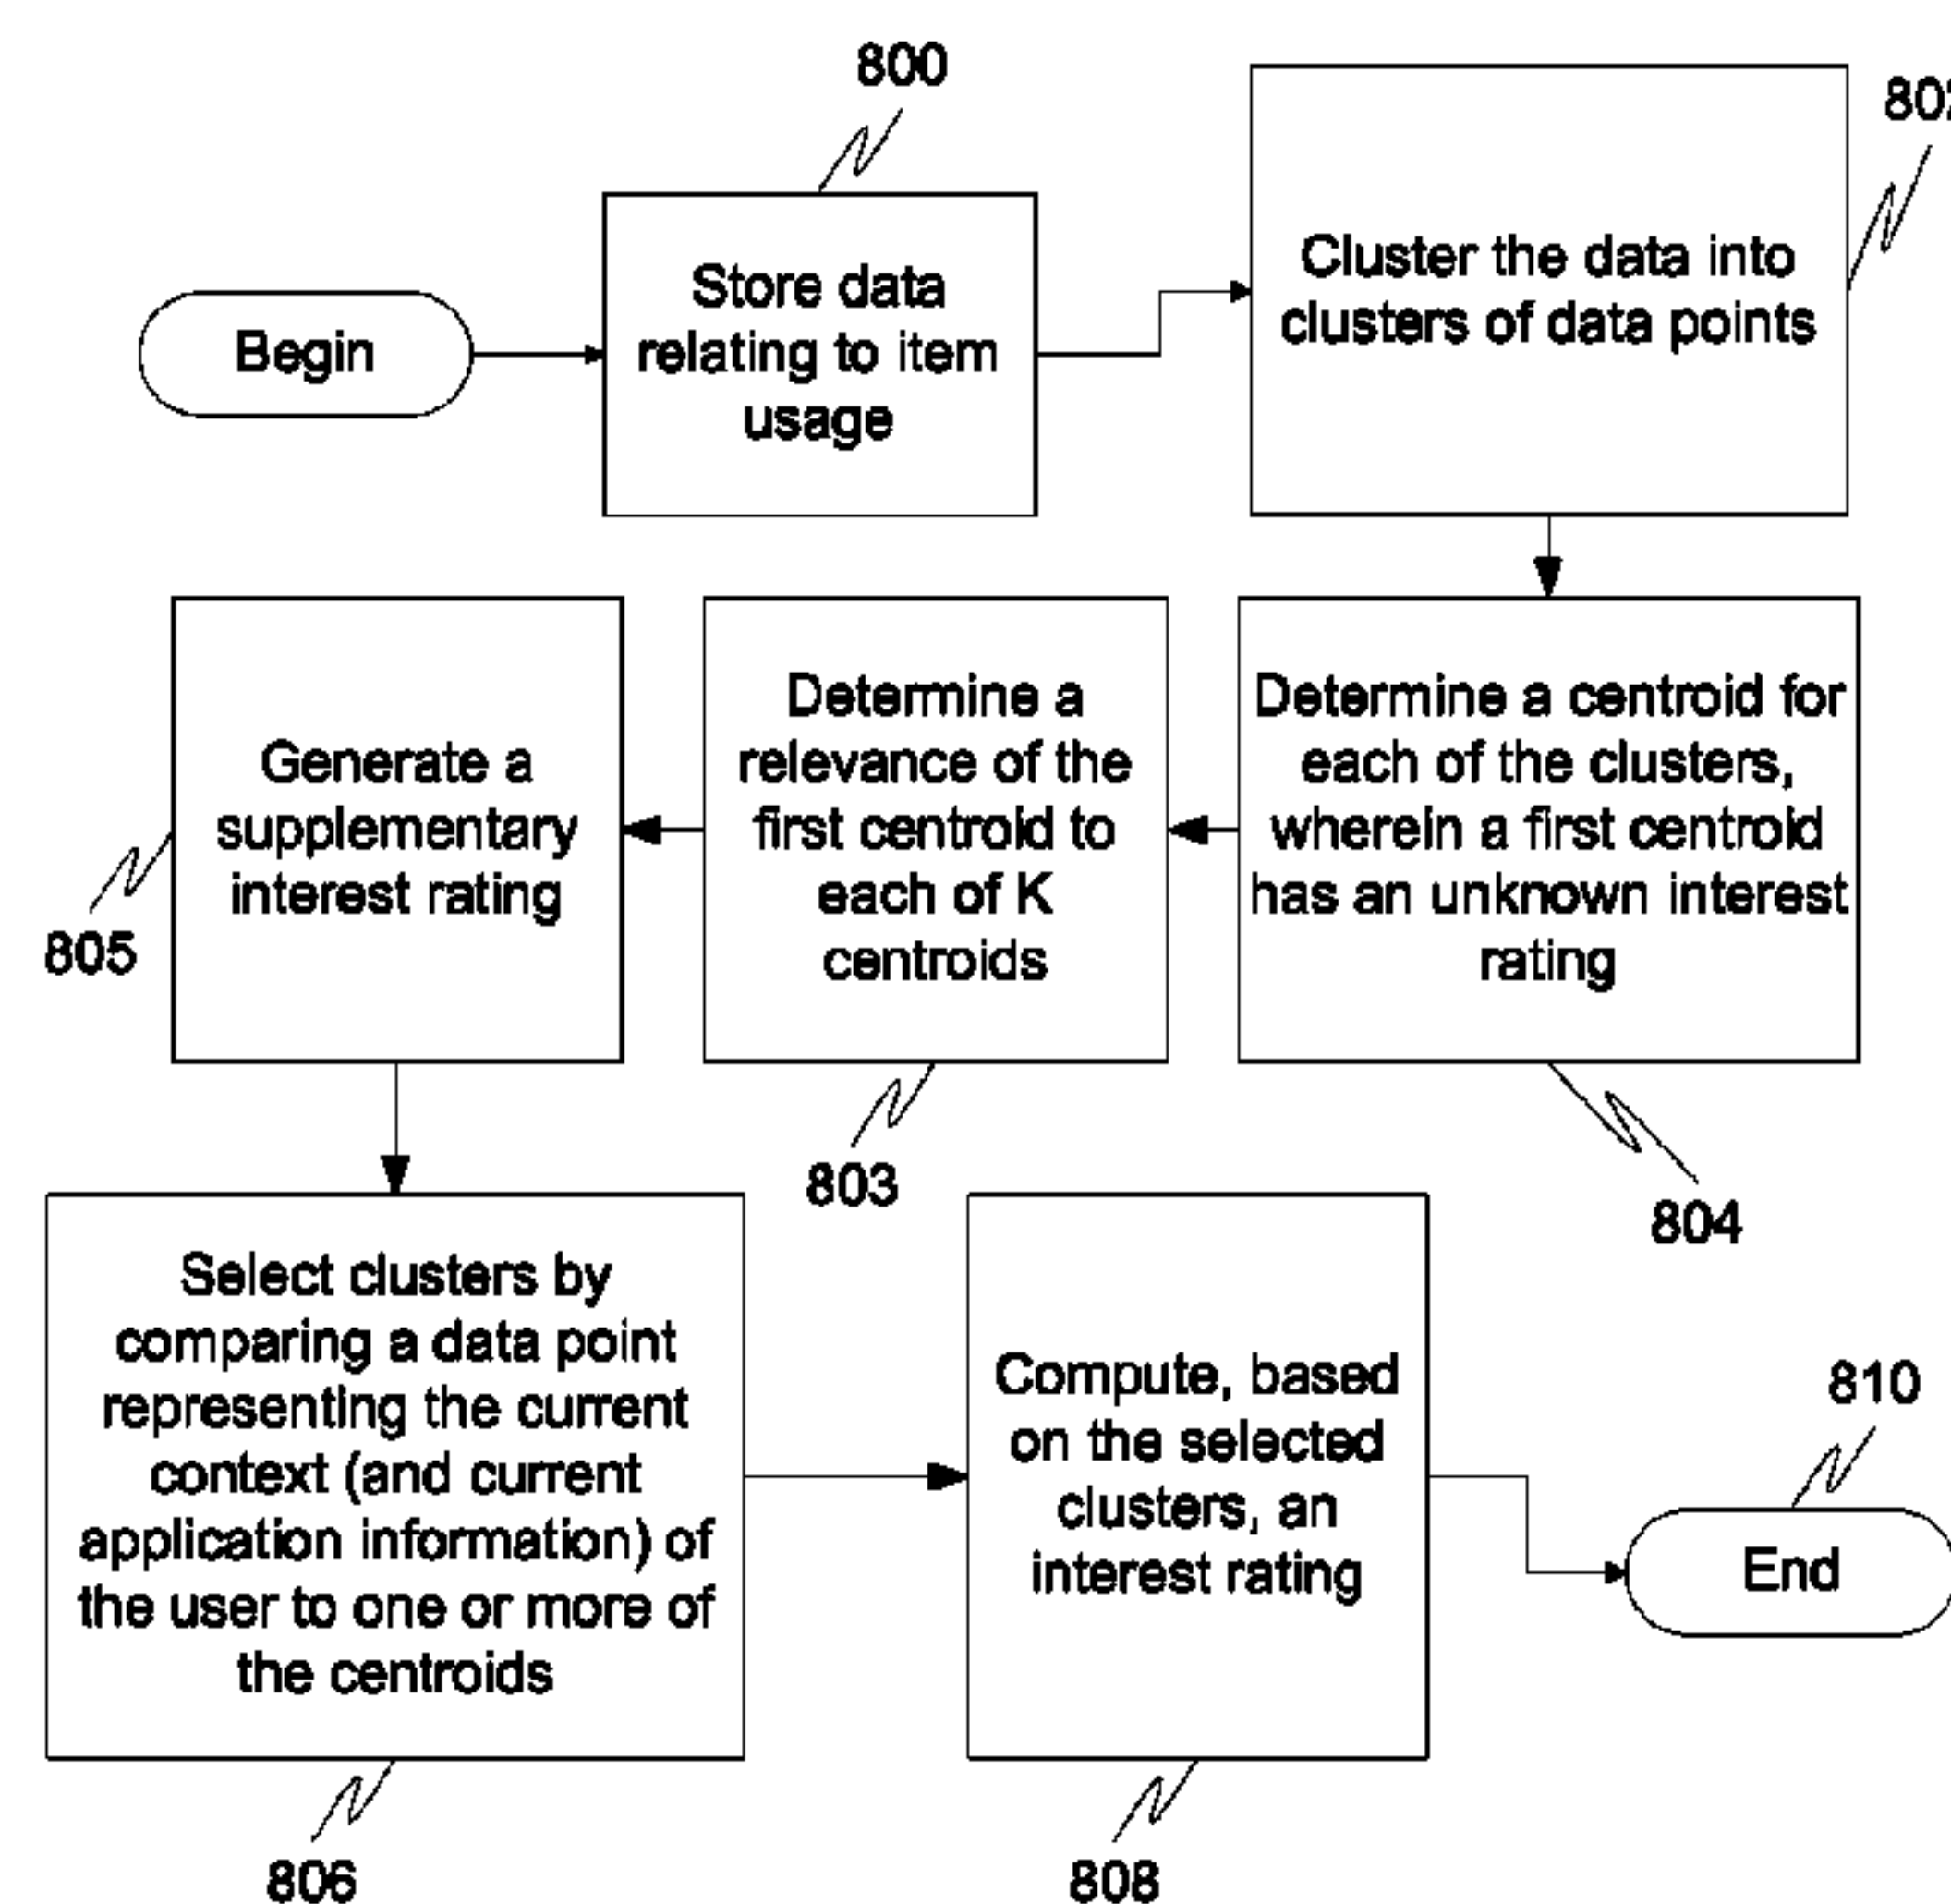 800
802
Begin
Store data
relating to item
usage
Cluster the data into
clusters of data points
Generate a
supplementary
interest rating
Determine a
relevance of the
first centroid to
each of K
centroids
Determine a centroid for
each of the clusters,
wherein a first centroid
has an unknown interest
rating
805
803
804
Select clusters by
comparing a data point
representing the current
context (and current
application information) of
the user to one or more of
the centroids
Compute, based
on the selected
clusters, an
interest rating
810
End
806
808